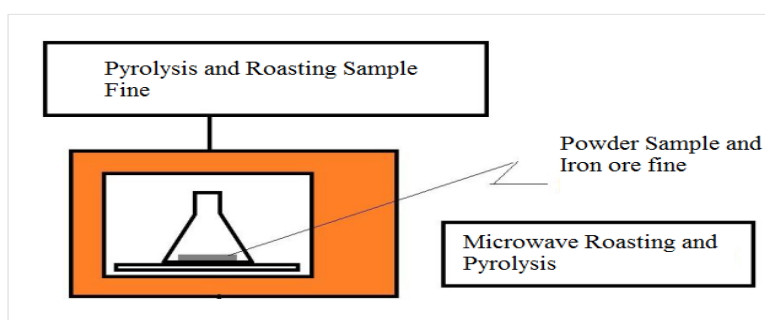 Pyrolysis and Roasting Sample
Fine
Powder Sample and
Iron ore fine
Microwave Roasting and
Pyrolysis